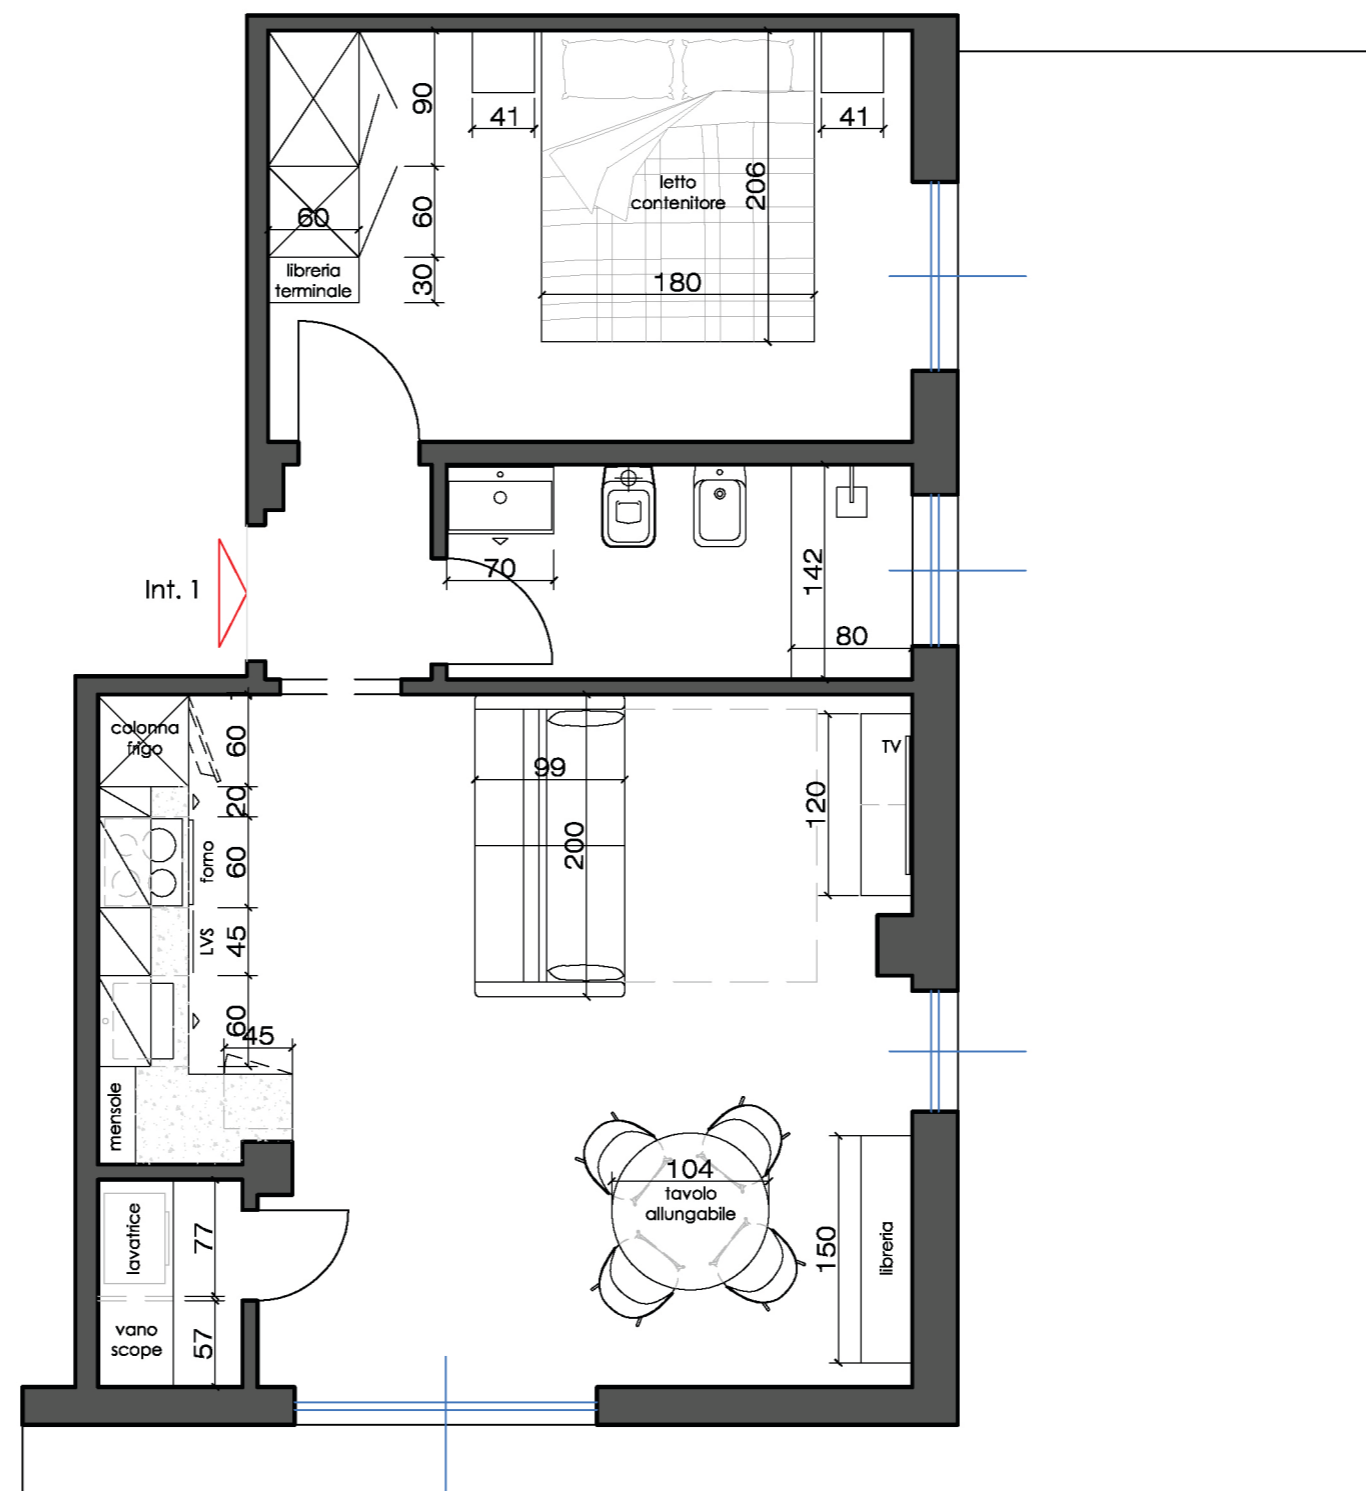 90
41
41
letto
contenitore
206
60
60
libreria
terminale
30
180
70
142
Int. 1
80
colonna
frigo
60
TV
99
20
120
200
forno
60
LVS
45
60
45
mensole
104
tavolo
allungabile
lavatrice
77
150
libreria
vano
scope
57